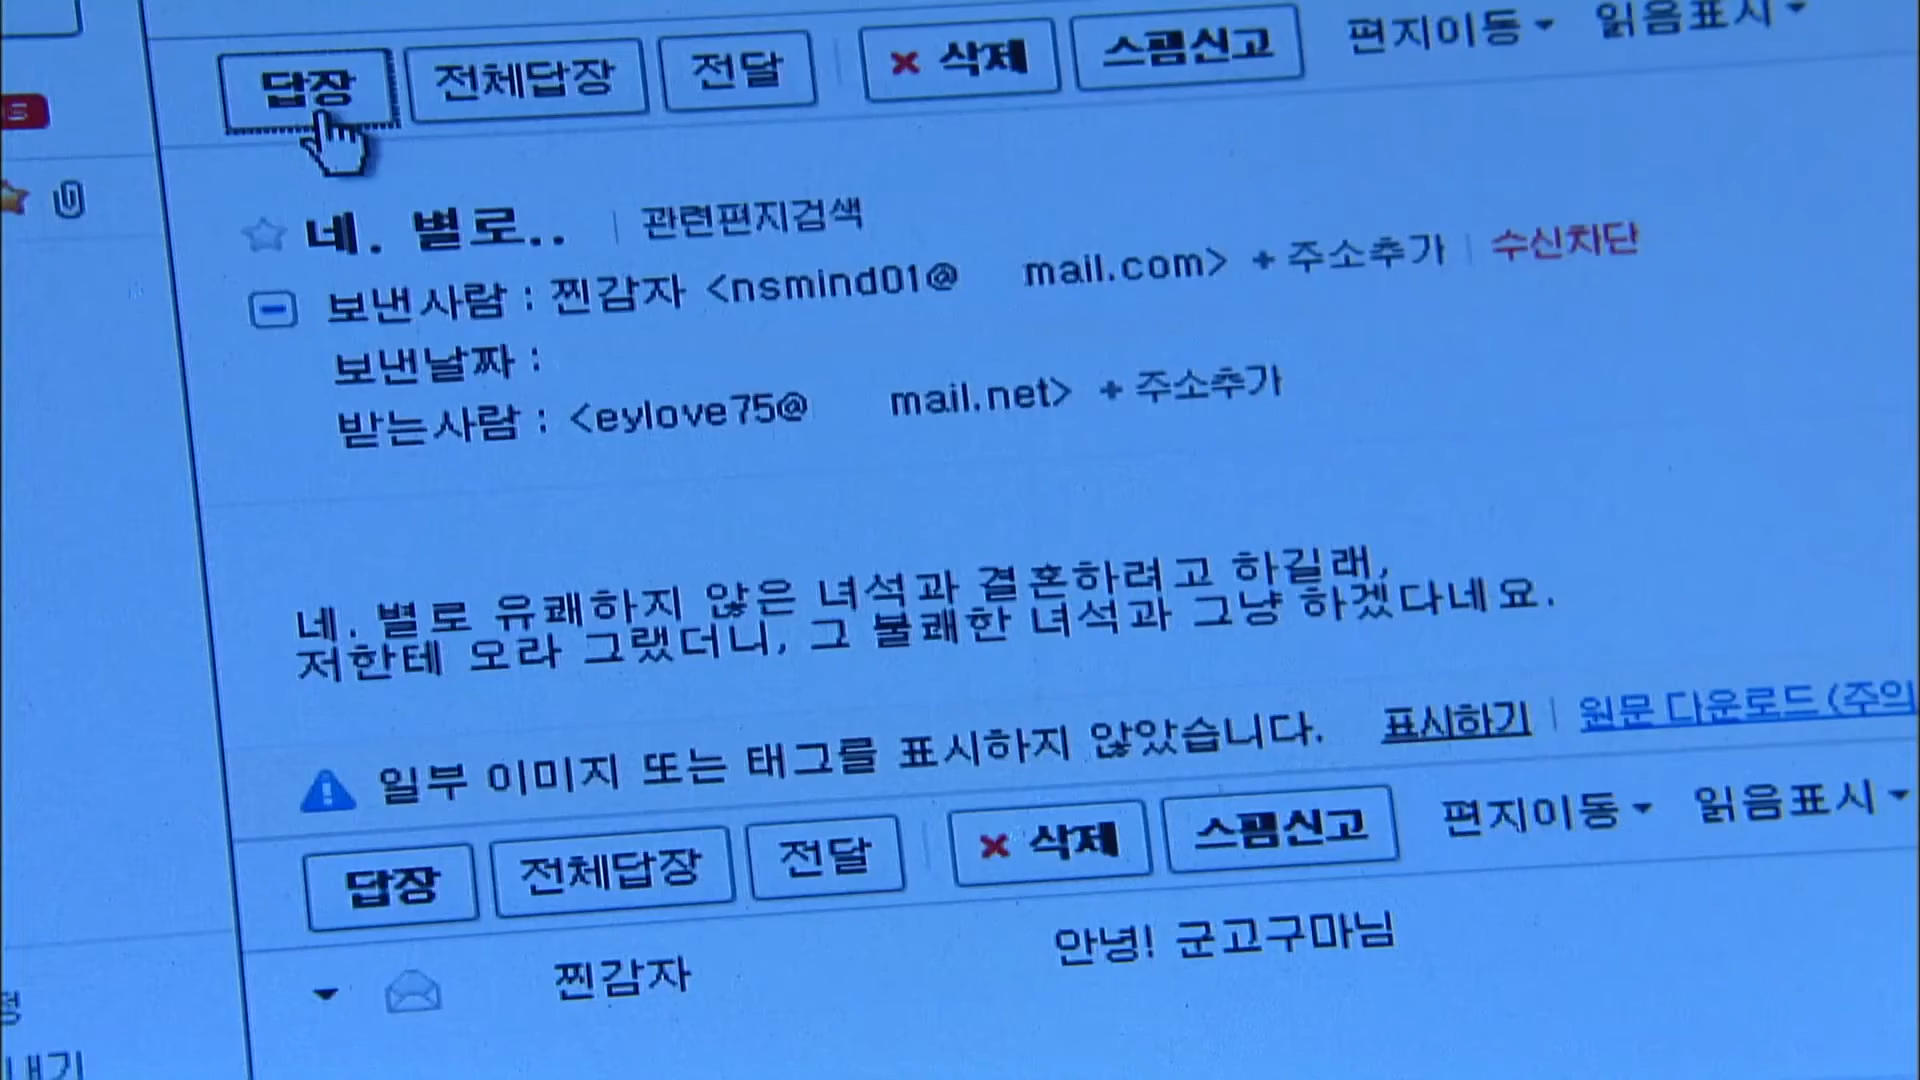 답장 전체답장 전달 × 삭제 스팸신고 편지이동 읽음표시
네. 별로.. | 관련편지검색
보낸사람 : 찐감자 <nsmind01@ mail.com> + 주소추가 | 수신차단
보낸날짜 :
받는사람 : <eylove75@ mail.net> + 주소추가
네. 별로 유쾌하지 않은 녀석과 결혼하려고 하길래,
저한테 오라 그랬더니, 그 불쾌한 녀석과 그냥 하겠다네요.
일부 이미지 또는 태그를 표시하지 않았습니다. 표시하기 | 원문 다운로드 (주의
답장 전체답장 전달 × 삭제 스팸신고 편지이동 읽음표시
찐감자 안녕! 군고구마님
내기